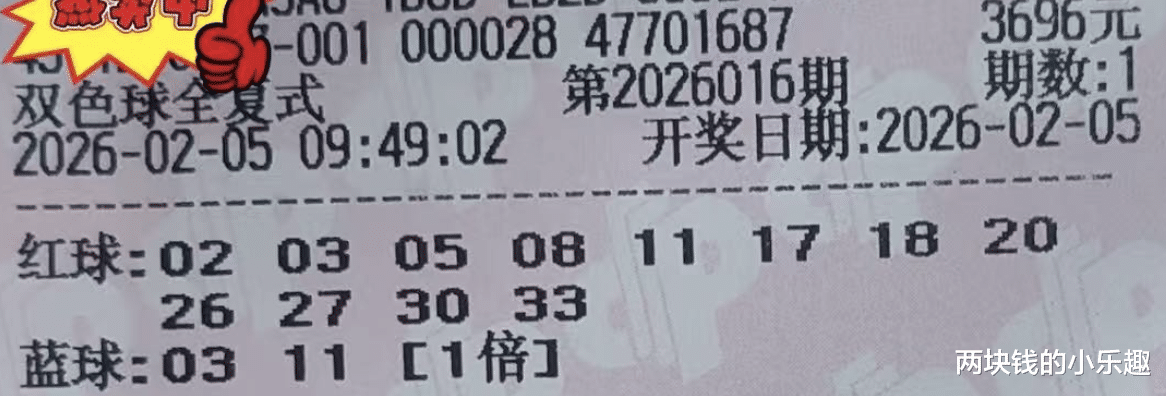 -001 000028 47701687 3696元
双色球全复式 第2026016期 期数:1
2026-02-05 09:49:02 开奖日期:2026-02-05
红球:02 03 05 08 11 17 18 20
26 27 30 33
蓝球:03 11 [1倍]
两块钱的小乐趣